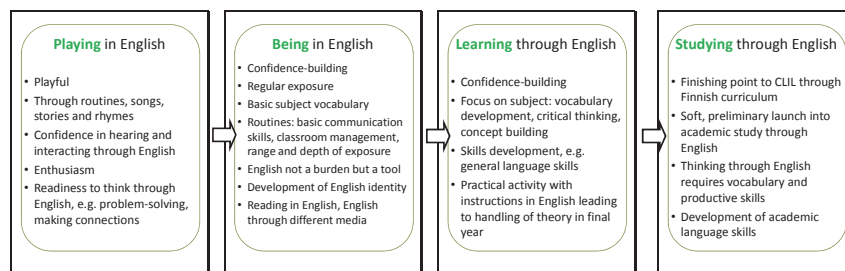 Playing in English
• Playful
• Through routines, songs,
stories and rhymes
• Confidence in hearing and
interacting through English
• Enthusiasm
• Readiness to think through
English, e.g. problem-solving,
making connections
Being in English
• Confidence-building
• Regular exposure
• Basic subject vocabulary
• Routines: basic communication
skills, classroom management,
range and depth of exposure
• English not a burden but a tool
• Development of English identity
• Reading in English, English
through different media
Learning through English
• Confidence-building
• Focus on subject: vocabulary
development, critical thinking,
concept building
• Skills development, e.g.
general language skills
• Practical activity with
instructions in English leading
to handling of theory in final
year
Studying through English
• Finishing point to CLIL through
Finnish curriculum
• Soft, preliminary launch into
academic study through
English
• Thinking through English
requires vocabulary and
productive skills
• Development of academic
language skills